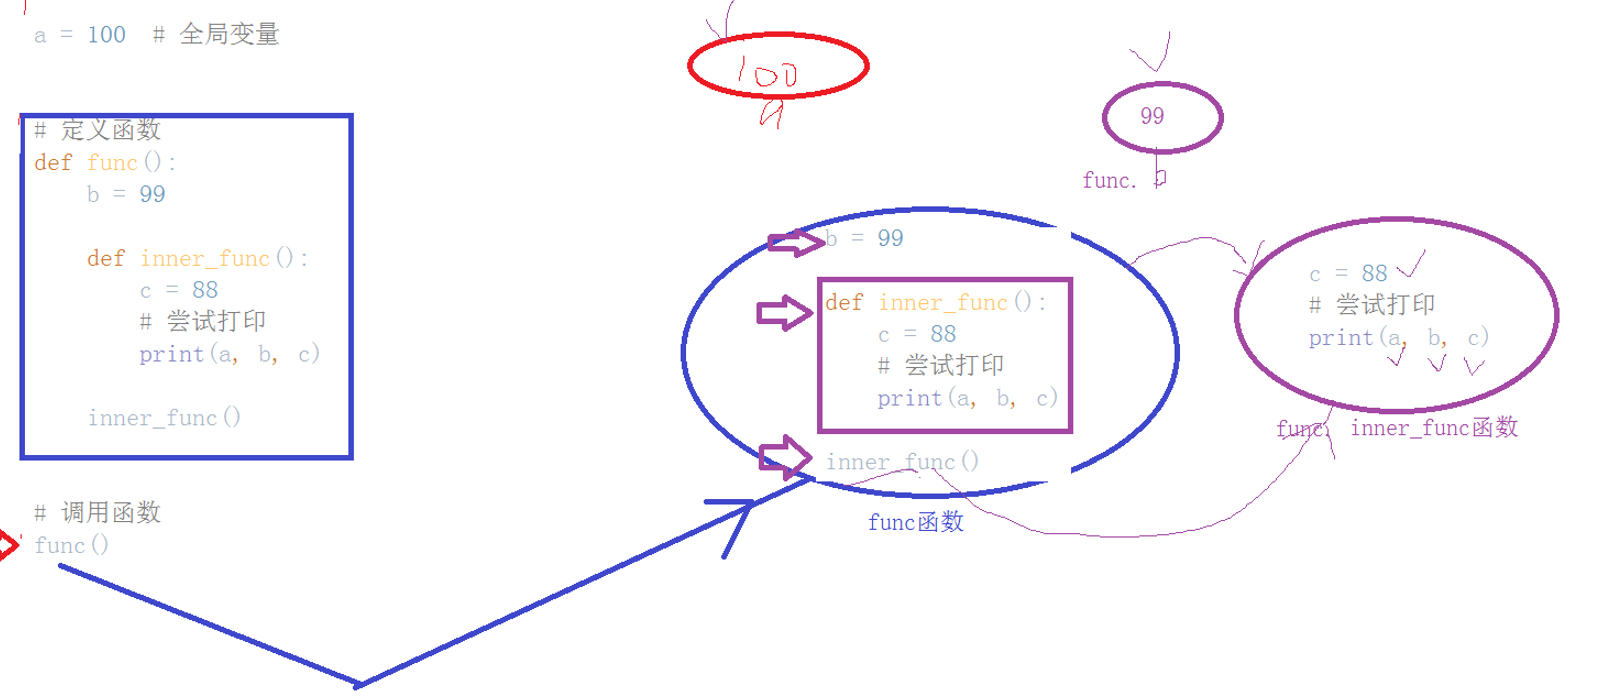 a = 100  # 全局变量
# 定义函数
def func():
    b = 99
    def inner_func():
        c = 88
        # 尝试打印
        print(a, b, c)
    inner_func()
# 调用函数
func()
100
a
99
func. b
b = 99
def inner_func():
    c = 88
    # 尝试打印
    print(a, b, c)
inner_func()
func函数
c = 88
# 尝试打印
print(a, b, c)
func. inner_func函数